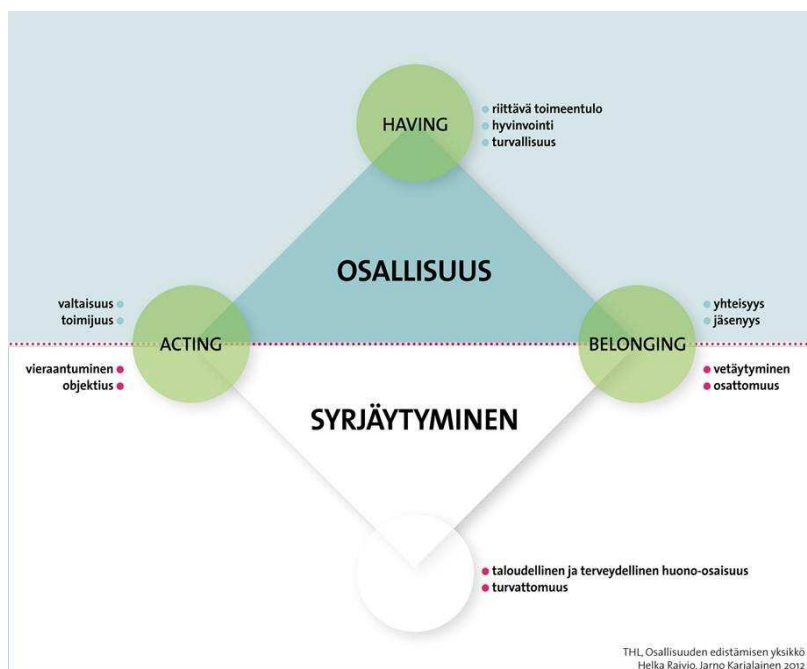 HAVING
riittävä toimeentulo
hyvinvointi
turvallisuus
OSALLISUUS
valtaisuus
toimijuus
ACTING
vieraantuminen
objektius
yhteisyys
jäsenyys
BELONGING
vetäytyminen
osattomuus
SYRJÄYTYMINEN
taloudellinen ja terveydellinen huono-osaisuus
turvattomuus
THL, Osallisuuden edistämisen yksikkö
Helka Raivio, Jarno Karjalainen 2012